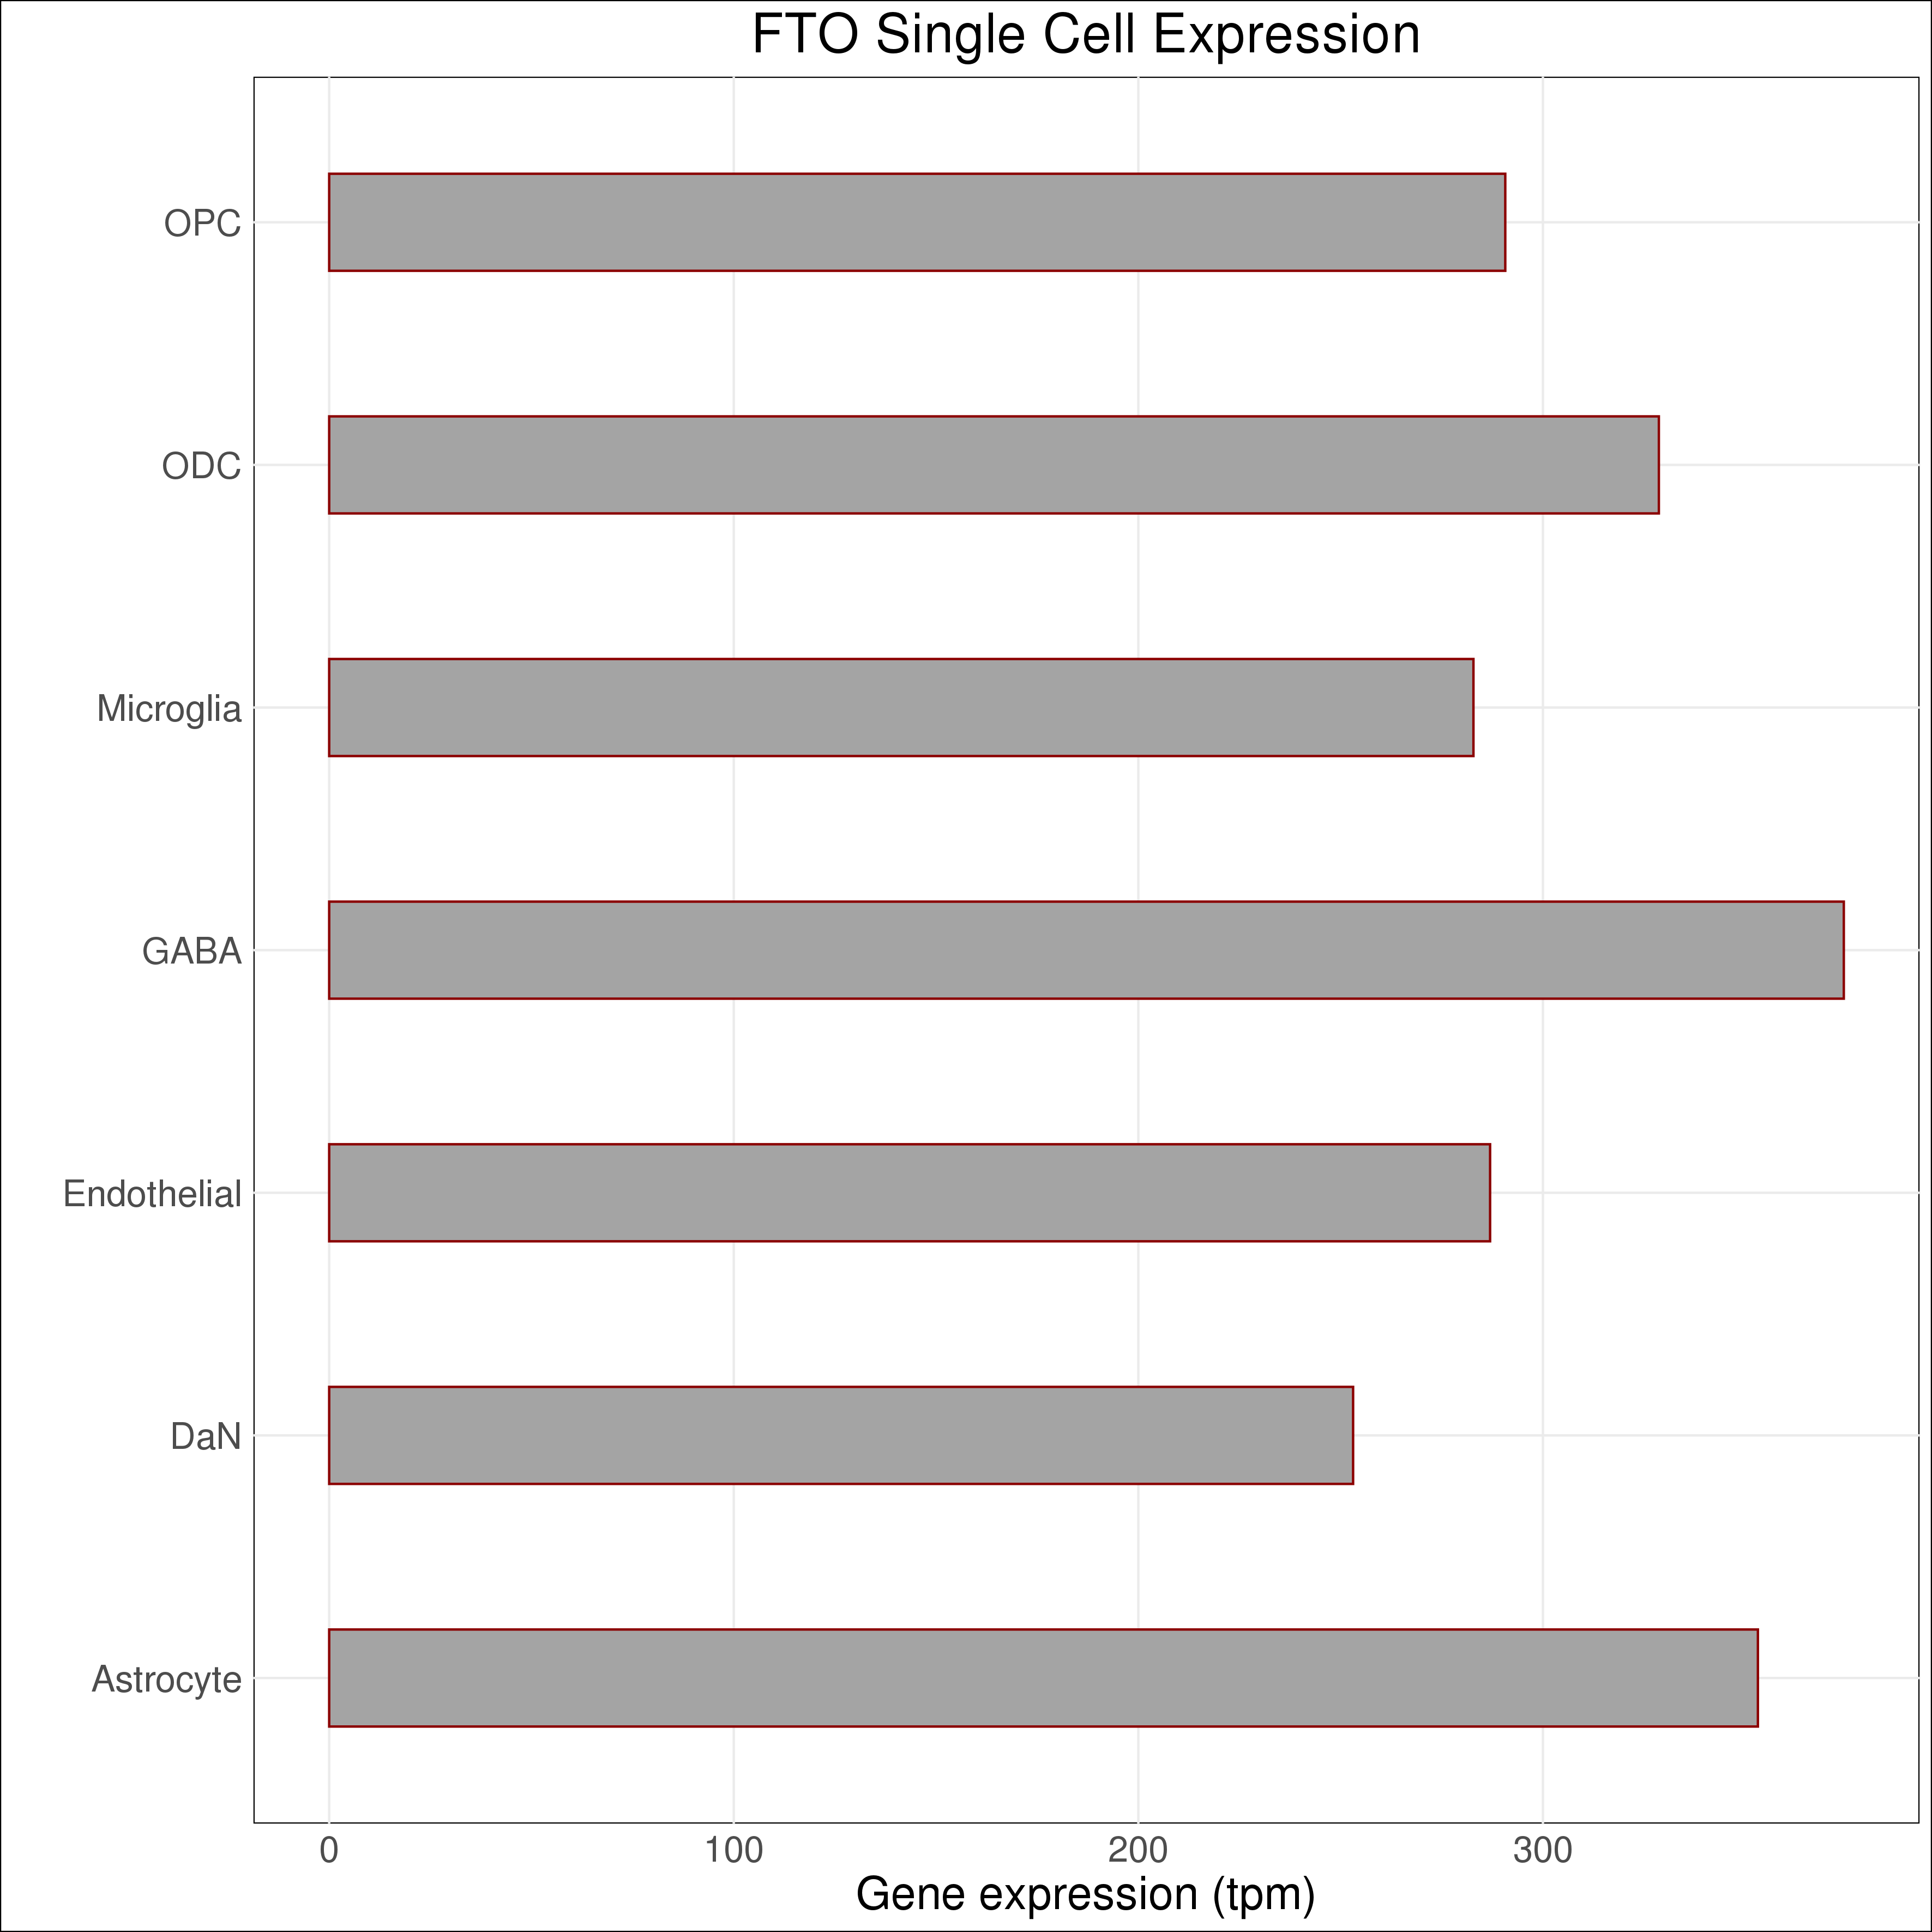 FTO Single Cell Expression
OPC
ODC
Microglia
GABA
Endothelial
DaN
Astrocyte
0 100 200 300
Gene expression (tpm)